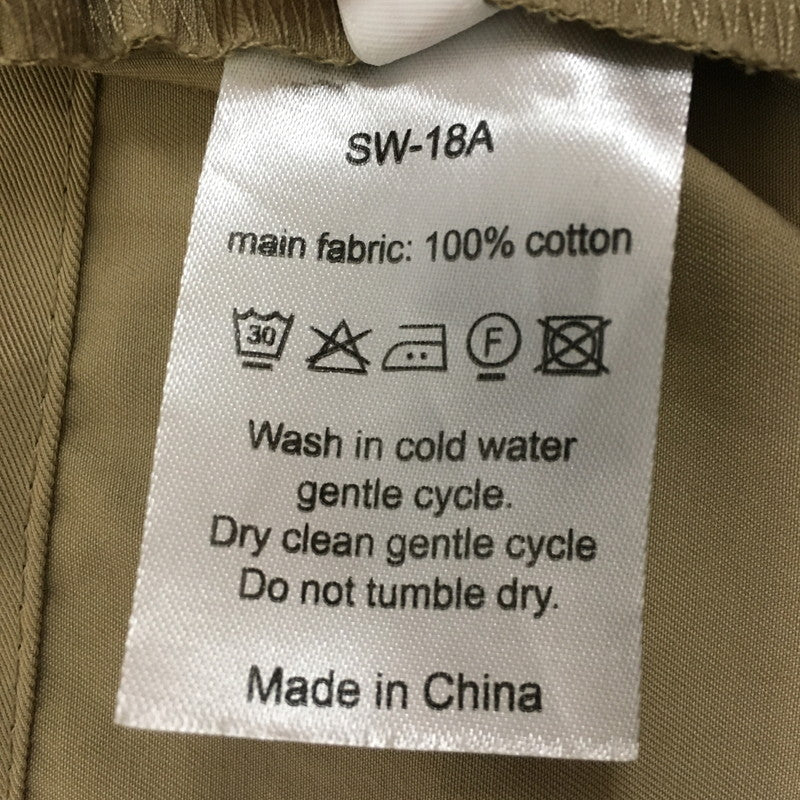 SW-18A
main fabric: 100% cotton
30 F
Wash in cold water
gentle cycle.
Dry clean gentle cycle
Do not tumble dry.
Made in China